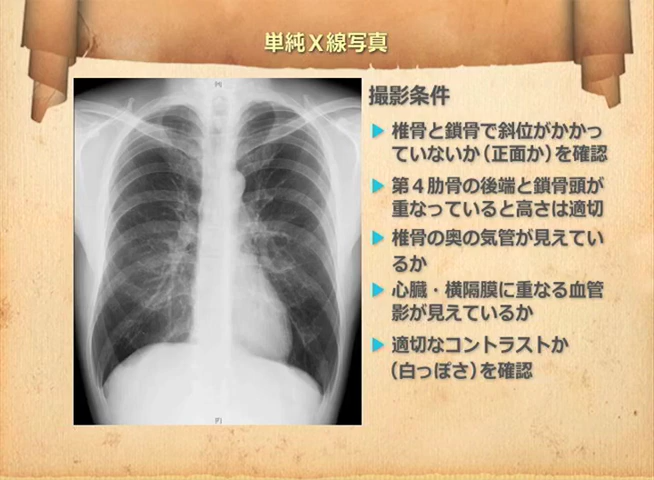 単純X線写真
[H]
[F]
撮影条件
椎骨と鎖骨で斜位がかかっ
ていないか(正面か)を確認
第4肋骨の後端と鎖骨頭が
重なっていると高さは適切
椎骨の奥の気管が見えてい
るか
心臓・横隔膜に重なる血管
影が見えているか
適切なコントラストか
(白っぽさ)を確認